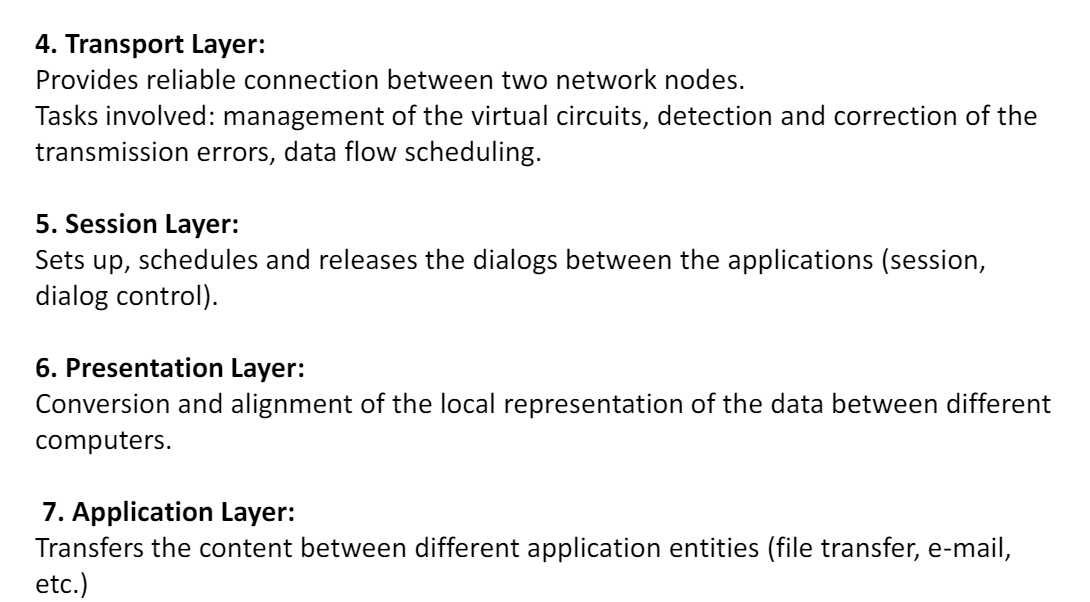 4. Transport Layer:
Provides reliable connection between two network nodes.
Tasks involved: management of the virtual circuits, detection and correction of the
transmission errors, data flow scheduling.
5. Session Layer:
Sets up, schedules and releases the dialogs between the applications (session,
dialog control).
6. Presentation Layer:
Conversion and alignment of the local representation of the data between different
computers.
7. Application Layer:
Transfers the content between different application entities (file transfer, e-mail,
etc.)